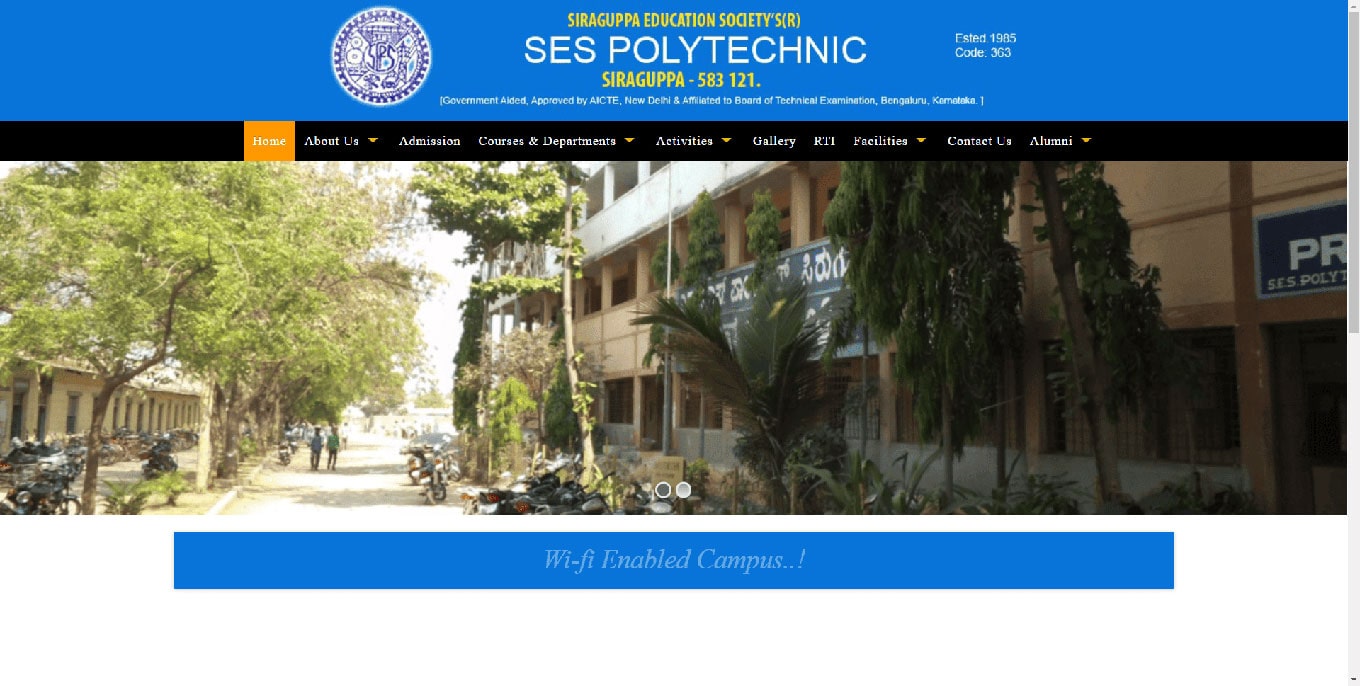 SIRAGUPPA EDUCATION SOCIETY'S(R)
SES POLYTECHNIC
SIRAGUPPA - 583 121.
Ested.1985
Code: 363
[Government Aided, Approved by AICTE, New Delhi & Affiliated to Board of Technical Examination, Bengaluru, Karnataka. ]
Home About Us Admission Courses & Departments Activities Gallery RTI Facilities Contact Us Alumni
PR
S.E.S. POLYT
Wi-fi Enabled Campus..!